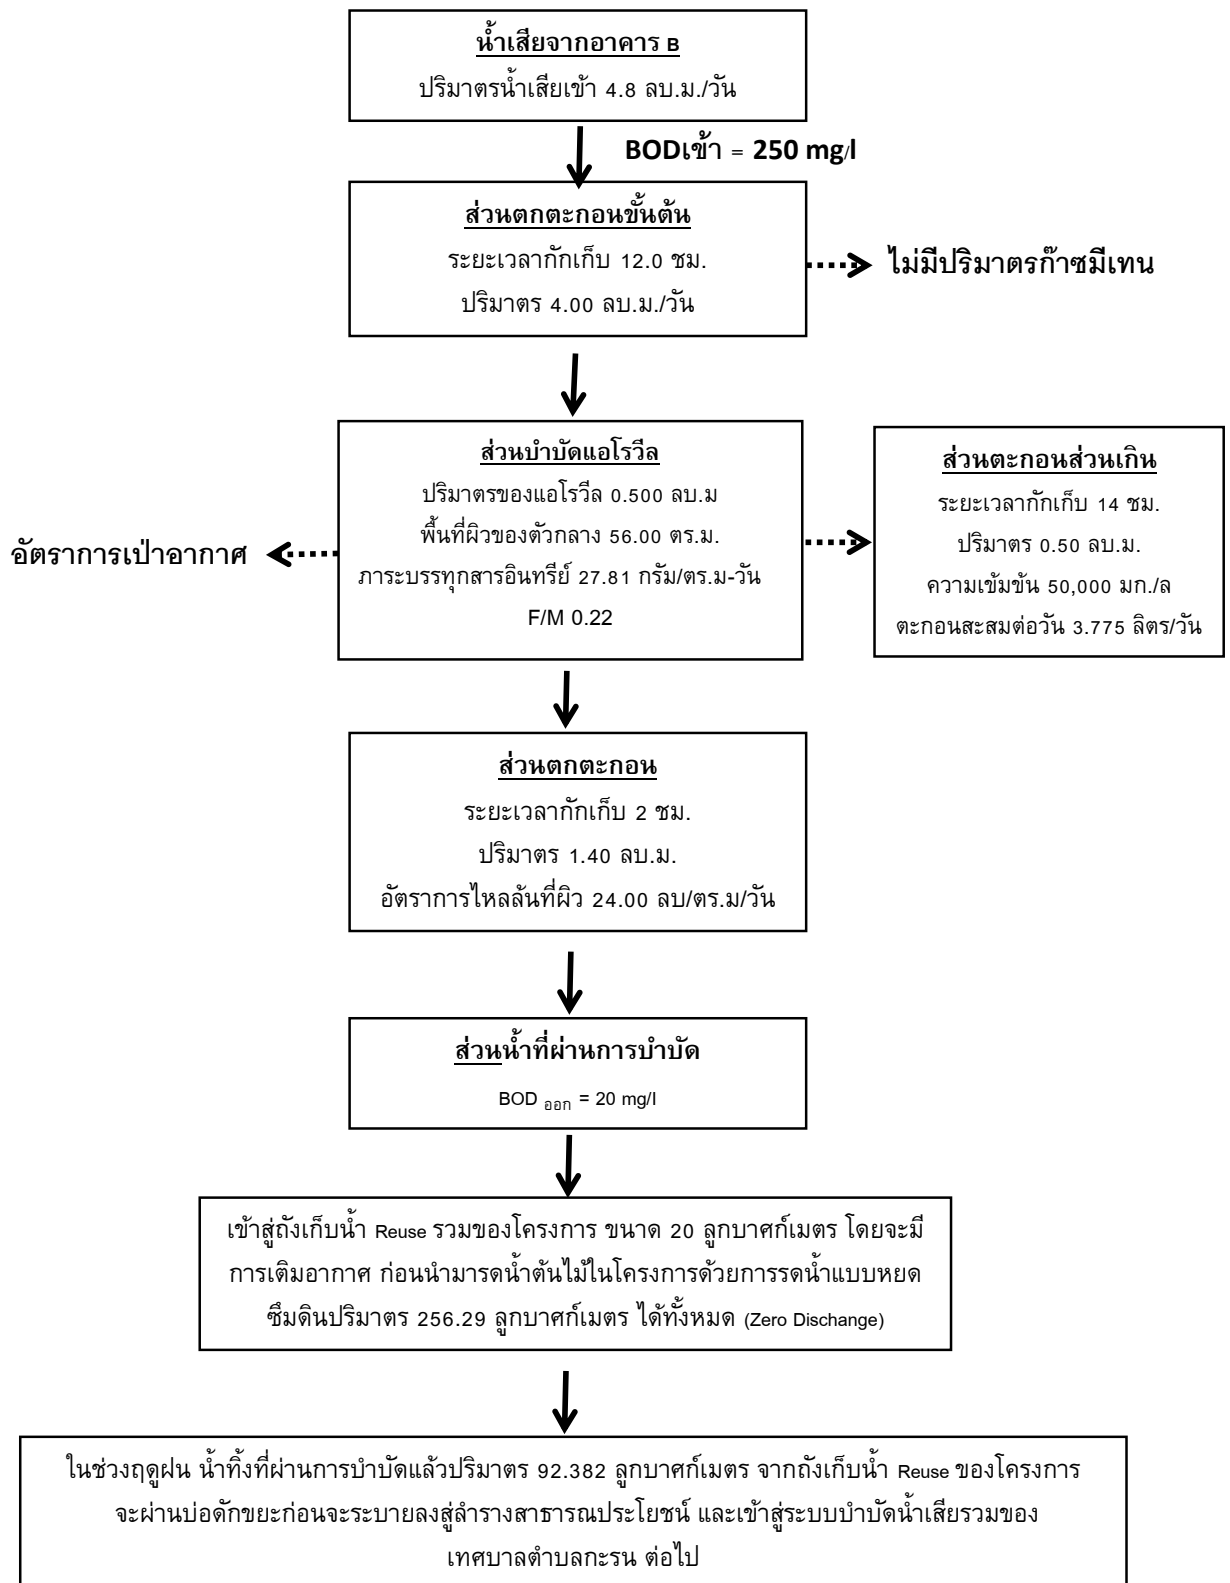 น้ำเสียจากอาคาร B
ปริมาตรน้ำเสียเข้า 4.8 ลบ.ม./วัน
BODเข้า = 250 mg/l
ส่วนตกตะกอนขั้นต้น
ระยะเวลากักเก็บ 12.0 ชม.
ปริมาตร 4.00 ลบ.ม./วัน
ไม่มีปริมาตรก๊าซมีเทน
ส่วนบำบัดแอโรวีล
ปริมาตรของแอโรวีล 0.500 ลบ.ม
พื้นที่ผิวของตัวกลาง 56.00 ตร.ม.
ภาระบรรทุกสารอินทรีย์ 27.81 กรัม/ตร.ม-วัน
F/M 0.22
อัตราการเป่าอากาศ
ส่วนตะกอนส่วนเกิน
ระยะเวลากักเก็บ 14 ชม.
ปริมาตร 0.50 ลบ.ม.
ความเข้มข้น 50,000 มก./ล
ตะกอนสะสมต่อวัน 3.775 ลิตร/วัน
ส่วนตกตะกอน
ระยะเวลากักเก็บ 2 ชม.
ปริมาตร 1.40 ลบ.ม.
อัตราการไหลล้นที่ผิว 24.00 ลบ/ตร.ม/วัน
ส่วนน้ำที่ผ่านการบำบัด
BOD ออก = 20 mg/l
เข้าสู่ถังเก็บน้ำ Reuse รวมของโครงการ ขนาด 20 ลูกบาศก์เมตร โดยจะมี
การเติมอากาศ ก่อนนำมารดน้ำต้นไม้ในโครงการด้วยการรดน้ำแบบหยด
ซึมดินปริมาตร 256.29 ลูกบาศก์เมตร ได้ทั้งหมด (Zero Dischange)
ในช่วงฤดูฝน น้ำทิ้งที่ผ่านการบำบัดแล้วปริมาตร 92.382 ลูกบาศก์เมตร จากถังเก็บน้ำ Reuse ของโครงการ
จะผ่านบ่อดักขยะก่อนจะระบายลงสู่ลำรางสาธารณประโยชน์ และเข้าสู่ระบบบำบัดน้ำเสียรวมของ
เทศบาลตำบลกะรน ต่อไป